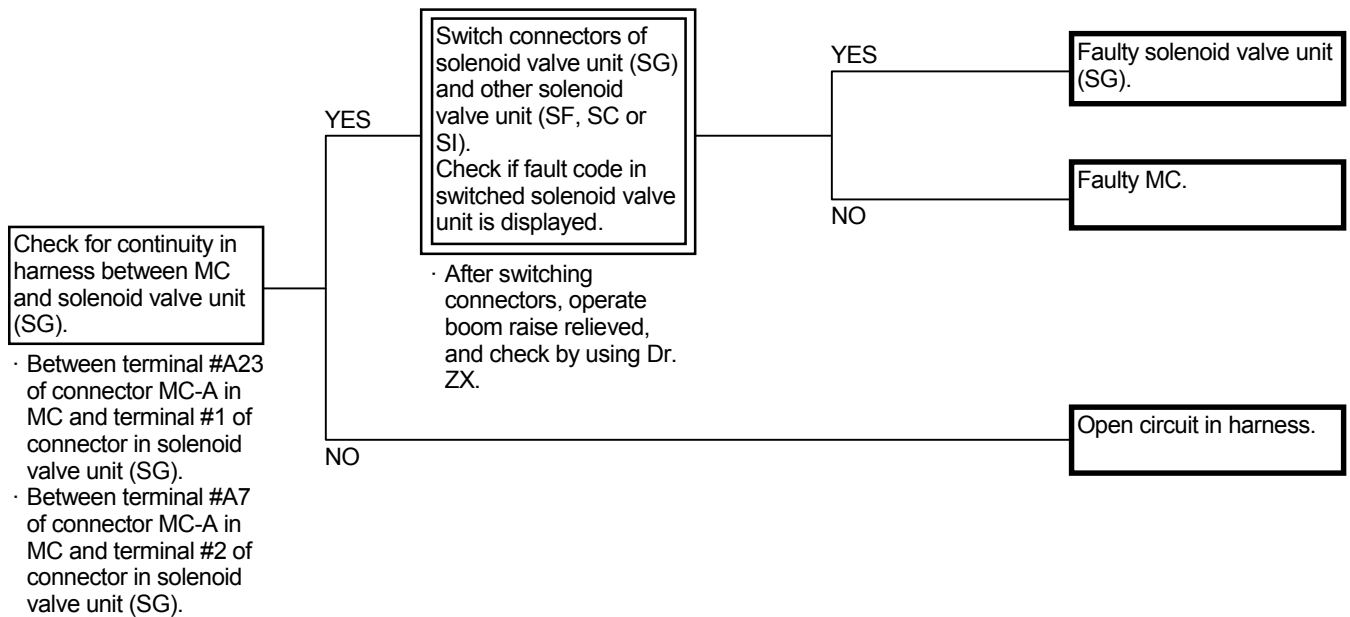 Check for continuity in
harness between MC
and solenoid valve unit
(SG).
· Between terminal #A23
of connector MC-A in
MC and terminal #1 of
connector in solenoid
valve unit (SG).
· Between terminal #A7
of connector MC-A in
MC and terminal #2 of
connector in solenoid
valve unit (SG).
YES
NO
Switch connectors of
solenoid valve unit (SG)
and other solenoid
valve unit (SF, SC or
SI).
Check if fault code in
switched solenoid valve
unit is displayed.
· After switching
connectors, operate
boom raise relieved,
and check by using Dr.
ZX.
YES
NO
Faulty solenoid valve unit
(SG).
Faulty MC.
Open circuit in harness.